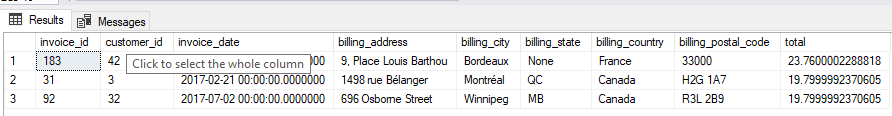 Results Messages
invoice_id customer_id invoice_date billing_address billing_city billing_state billing_country billing_postal_code total
1 183 42 0000 9, Place Louis Barthou Bordeaux None France 33000 23.7600002288818
Click to select the whole column
2 31 3 2017-02-21 00:00:00.0000000 1498 rue Bélanger Montréal QC Canada H2G 1A7 19.7999992370605
3 92 32 2017-07-02 00:00:00.0000000 696 Osborne Street Winnipeg MB Canada R3L 2B9 19.7999992370605